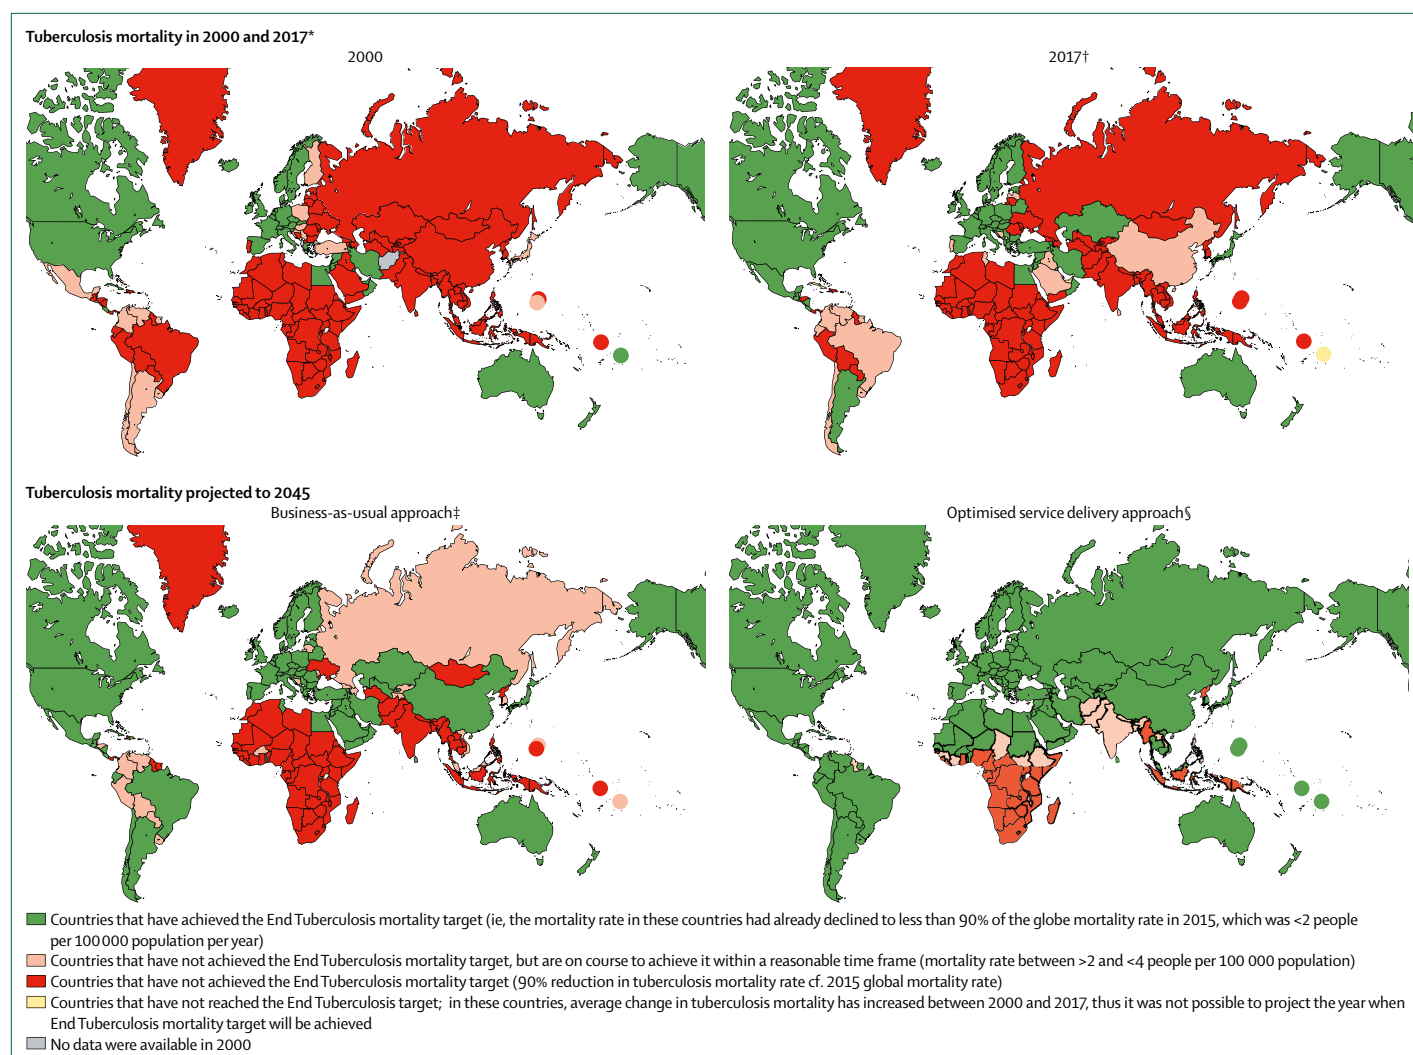 Tuberculosis mortality in 2000 and 2017*
2000
2017†
Tuberculosis mortality projected to 2045
Business-as-usual approach‡
Optimised service delivery approach§
Countries that have achieved the End Tuberculosis mortality target (ie, the mortality rate in these countries had already declined to less than 90% of the globe mortality rate in 2015, which was <2 people
per 100 000 population per year)
Countries that have not achieved the End Tuberculosis mortality target, but are on course to achieve it within a reasonable time frame (mortality rate between >2 and <4 people per 100 000 population)
Countries that have not achieved the End Tuberculosis mortality target (90% reduction in tuberculosis mortality rate cf. 2015 global mortality rate)
Countries that have not reached the End Tuberculosis target; in these countries, average change in tuberculosis mortality has increased between 2000 and 2017, thus it was not possible to project the year when
End Tuberculosis mortality target will be achieved
No data were available in 2000